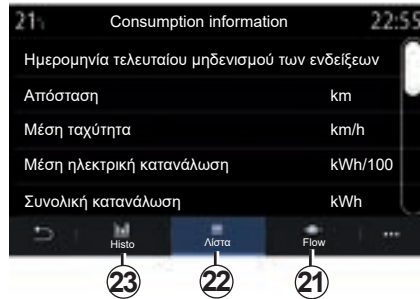 21 Consumption information 22:55
Ημερομηνία τελευταίου μηδενισμού των ενδείξεων
Απόσταση km
Μέση ταχύτητα km/h
Μέση ηλεκτρική κατανάλωση kWh/100
Συνολική κατανάλωση kWh
Histo Λίστα Flow
23 22 21